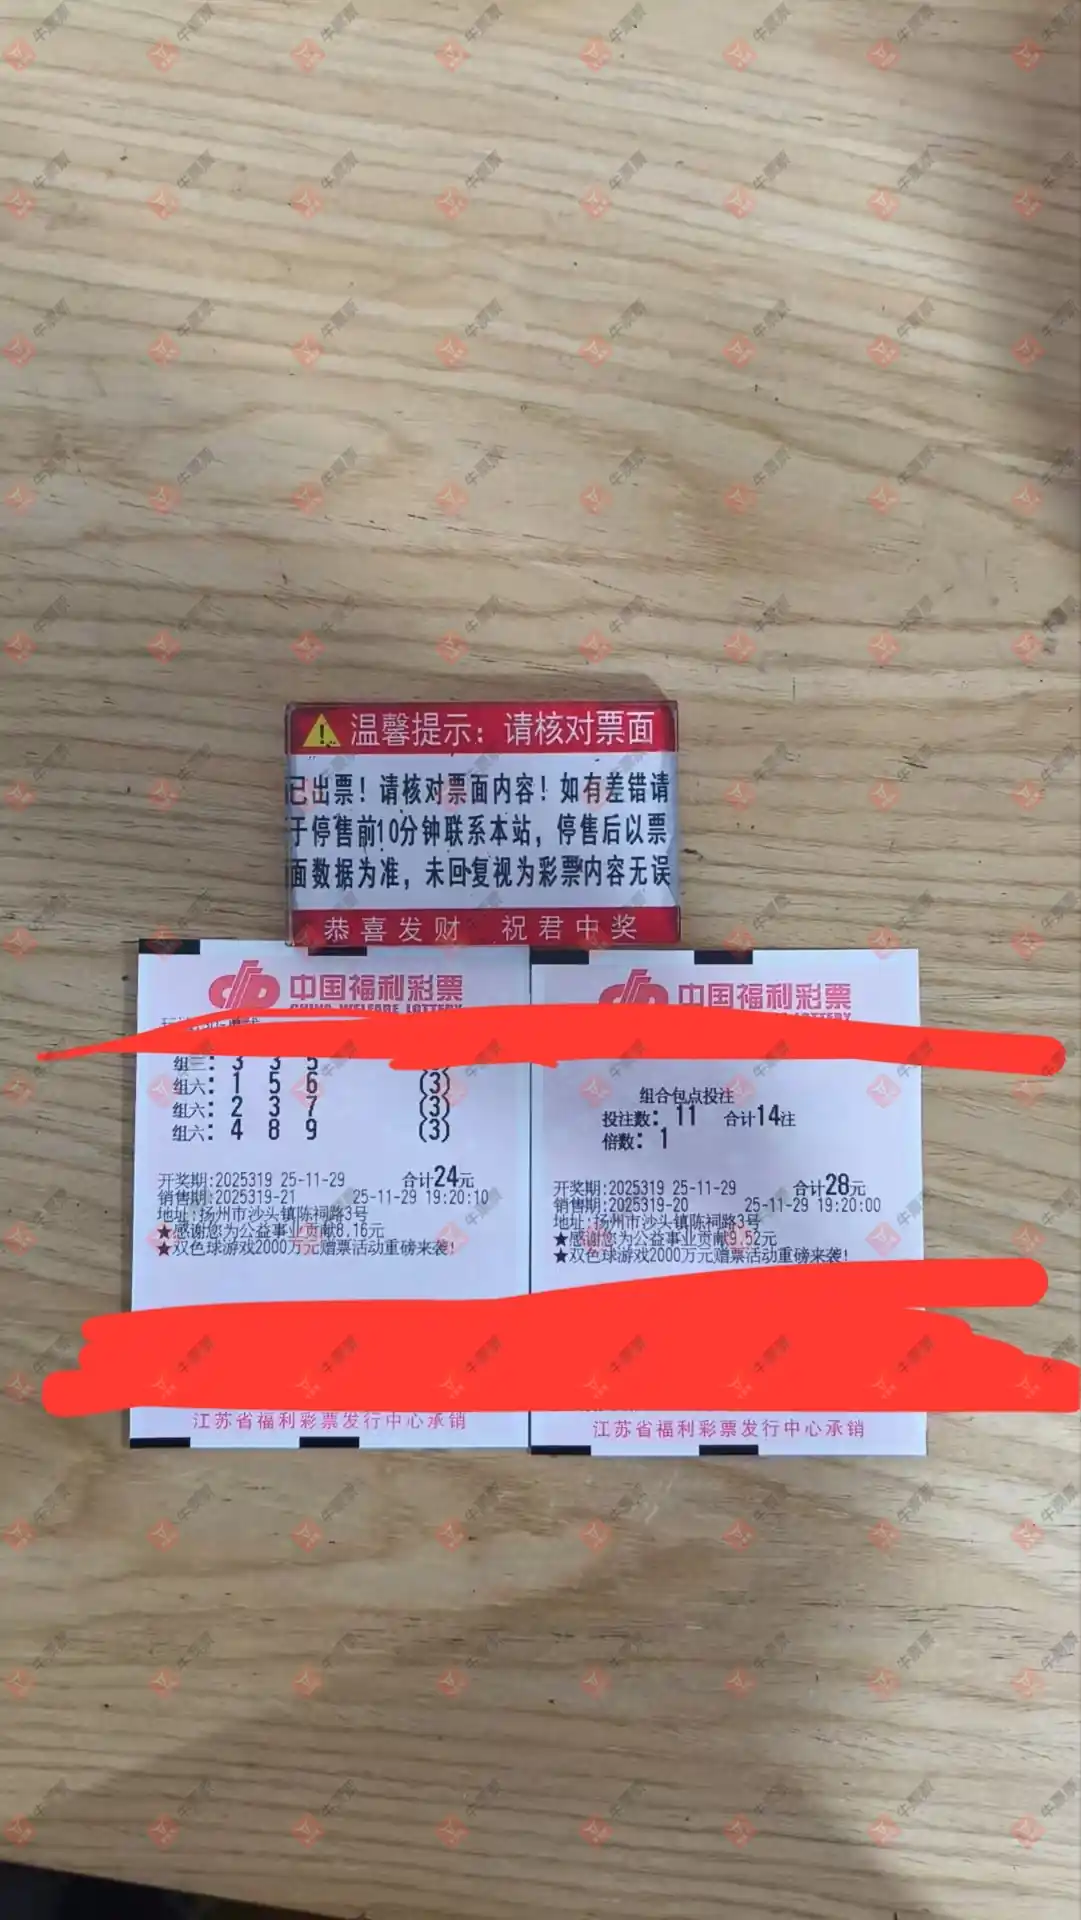 温馨提示：请核对票面
已出票！请核对票面内容！如有差错请
于停售前10分钟联系本站，停售后以票
面数据为准，未回复视为彩票内容无误
恭喜发财 祝君中奖
中国福利彩票
CHINA WELFARE LOTTERY
组三：3 3 5
组六：1 5 6 (3)
组六：2 3 7 (3)
组六：4 8 9 (3)
开奖期:2025319 25-11-29 合计24元
销售期:2025319-21 25-11-29 19:20:10
地址:扬州市沙头镇陈祠路3号
★感谢您为公益事业贡献8.16元
★双色球游戏2000万元赠票活动重磅来袭!
江苏省福利彩票发行中心承销
中国福利彩票
组合包点投注
投注数：11 合计14注
倍数：1
开奖期:2025319 25-11-29 合计28元
销售期:2025319-20 25-11-29 19:20:00
地址:扬州市沙头镇陈祠路3号
★感谢您为公益事业贡献9.52元
★双色球游戏2000万元赠票活动重磅来袭!
江苏省福利彩票发行中心承销